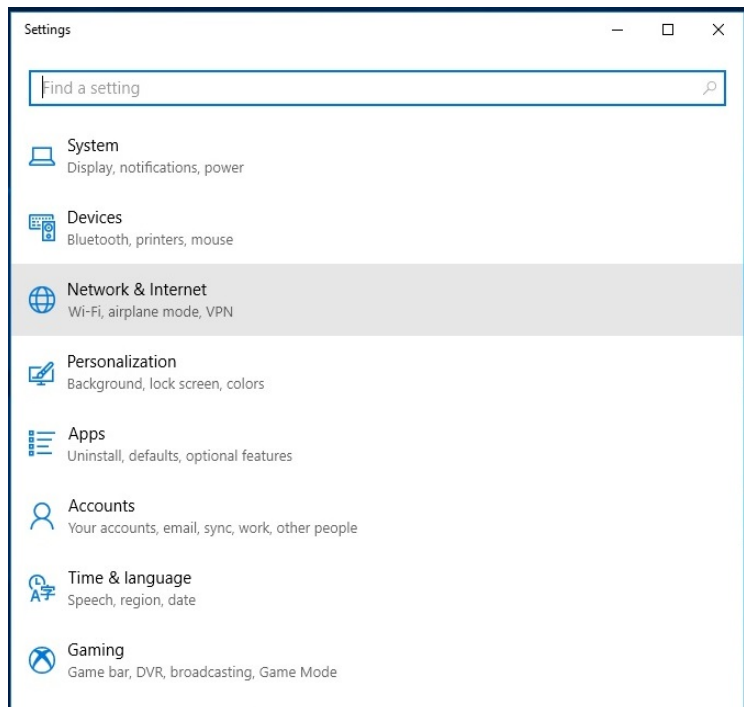 Settings
Find a setting
System
Display, notifications, power
Devices
Bluetooth, printers, mouse
Network & Internet
Wi-Fi, airplane mode, VPN
Personalization
Background, lock screen, colors
Apps
Uninstall, defaults, optional features
Accounts
Your accounts, email, sync, work, other people
Time & language
Speech, region, date
Gaming
Game bar, DVR, broadcasting, Game Mode